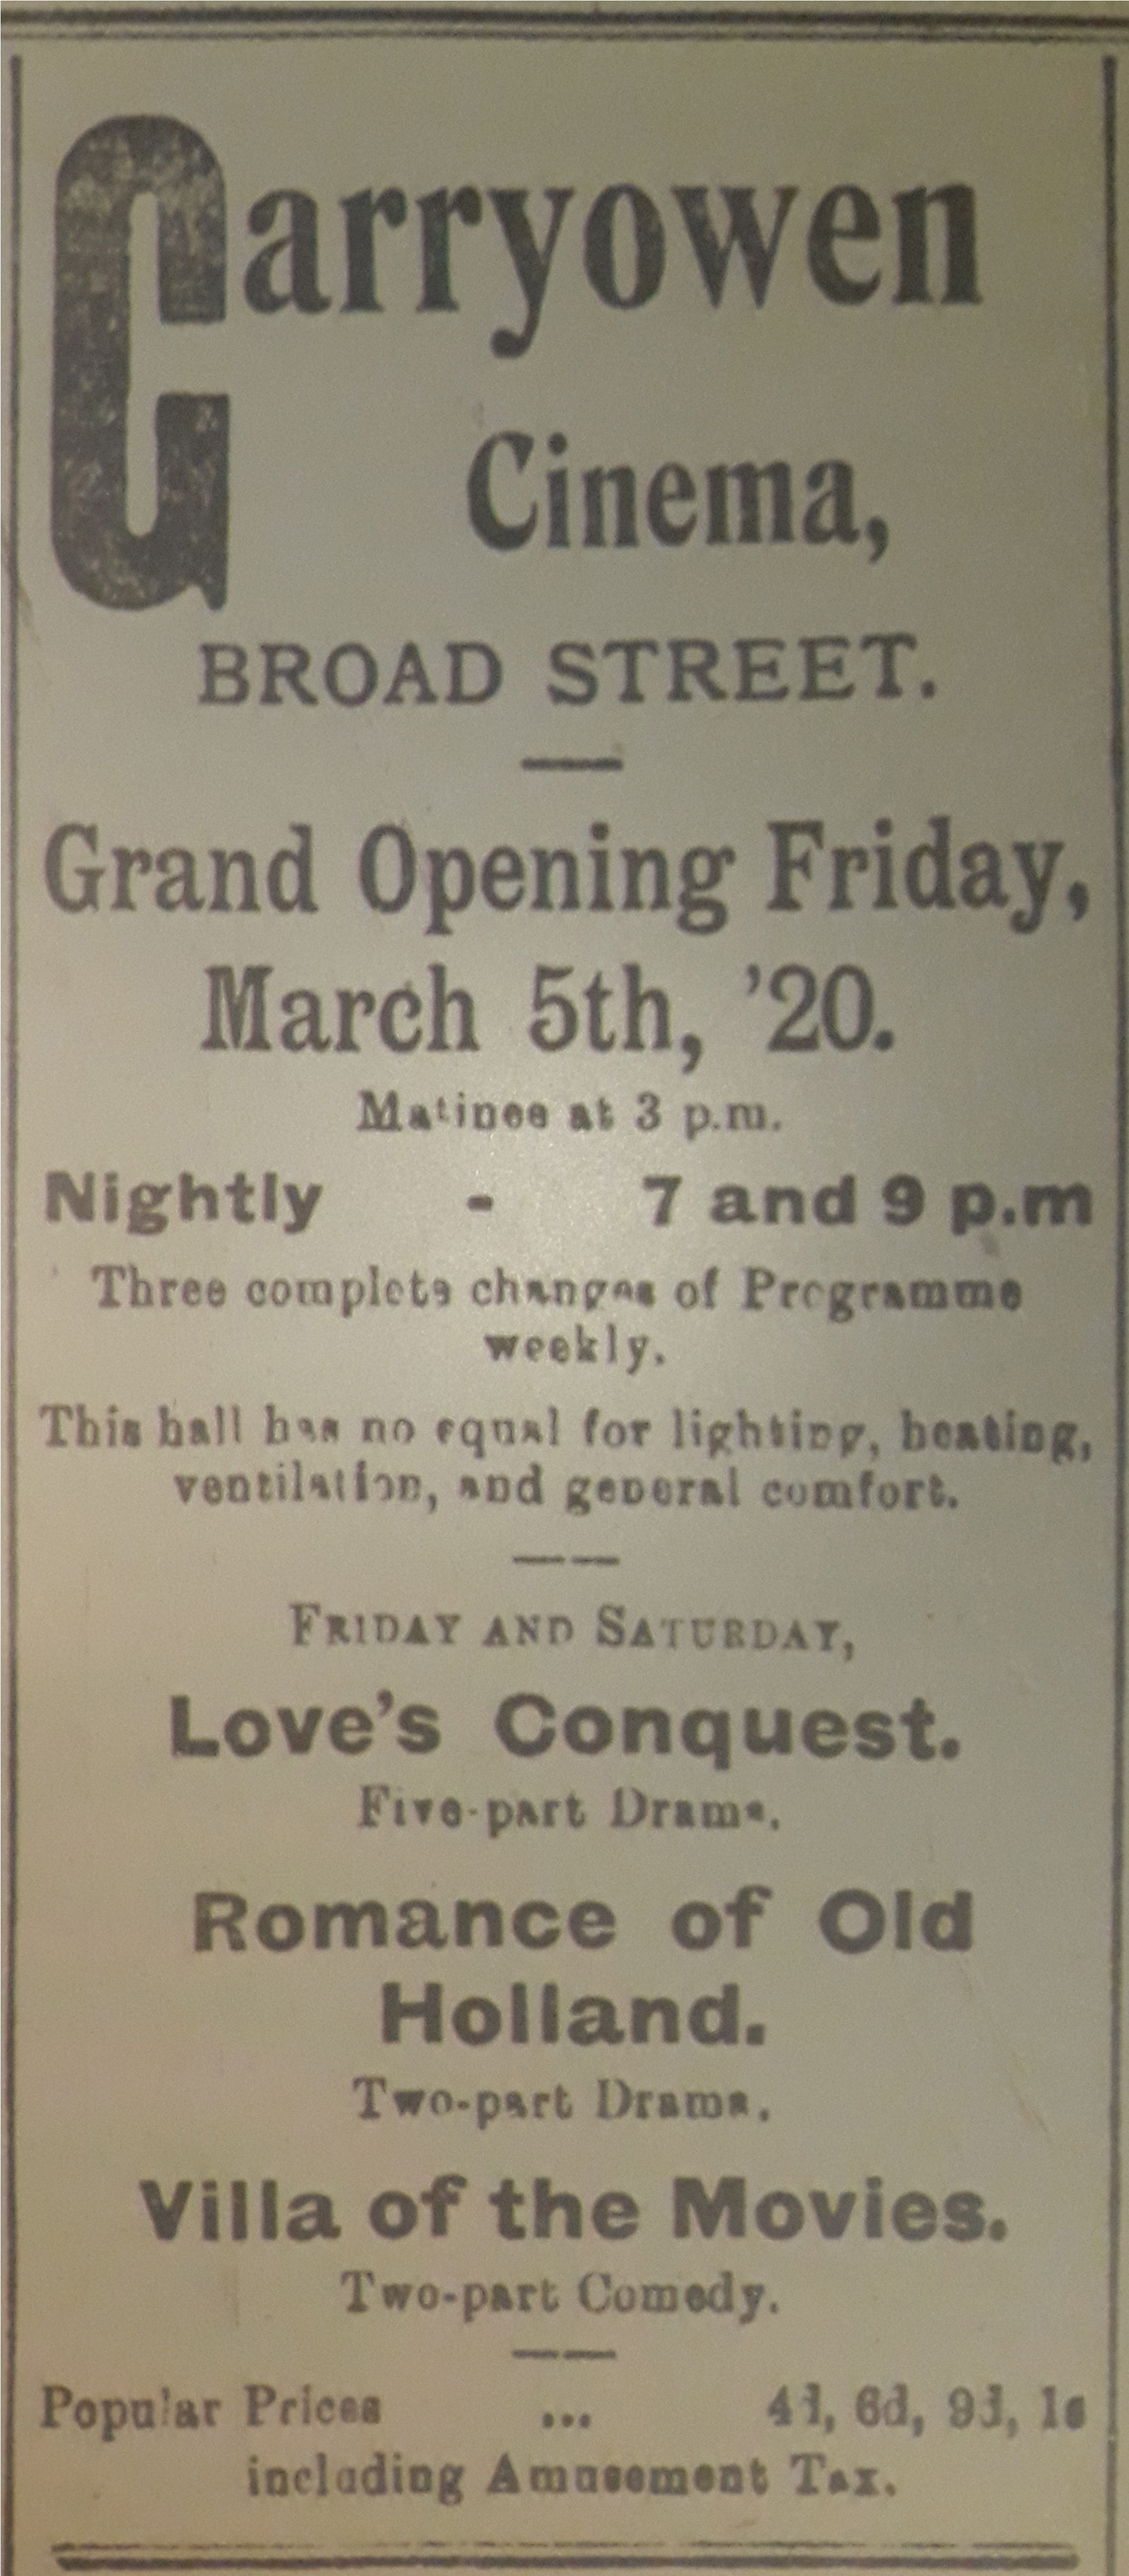 Garryowen
Cinema,
BROAD STREET.
Grand Opening Friday,
March 5th, '20.
Matinee at 3 p.m.
Nightly - 7 and 9 p.m
Three complete changes of Programme
weekly.
This hall has no equal for lighting, heating,
ventilation, and general comfort.
FRIDAY AND SATURDAY,
Love's Conquest.
Five-part Drama.
Romance of Old
Holland.
Two-part Drama.
Villa of the Movies.
Two-part Comedy.
Popular Prices ... 4d, 6d, 9d, 1s
including Amusement Tax.